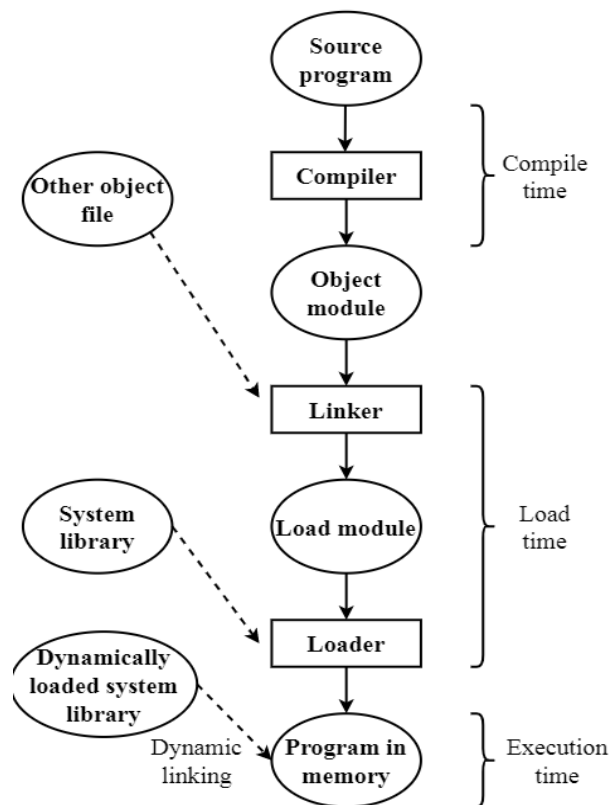 Source
program
Compiler
Compile
time
Other object
file
Object
module
Linker
System
library
Load module
Load
time
Loader
Dynamically
loaded system
library
Dynamic
linking
Program in
memory
Execution
time